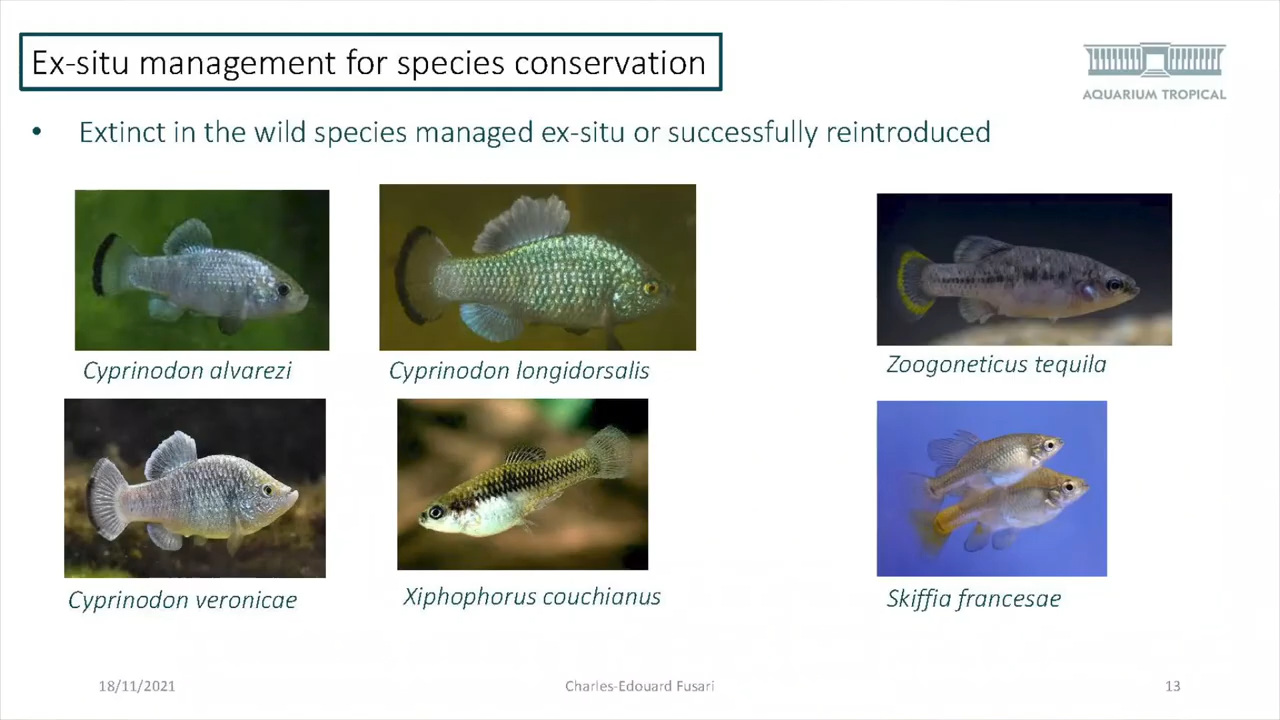 Ex-situ management for species conservation
AQUARIUM TROPICAL
• Extinct in the wild species managed ex-situ or successfully reintroduced
Cyprinodon alvarezi
Cyprinodon longidorsalis
Zoogoneticus tequila
Cyprinodon veronicae
Xiphophorus couchianus
Skiffia francesae
18/11/2021
Charles-Edouard Fusari
13